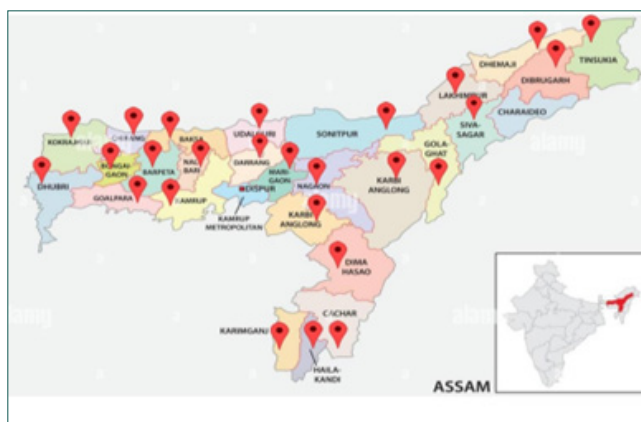 TINSUKIA
DHEMAJI
DIBRUGARH
LAKHIMPUR
CHARAIDEO
SIVA-
SAGAR
UDALGURI
SONITPUR
GOLA-
GHAT
KOKRAJHAR
BAKSA
CHIRANG
BONGAI-
GAON
BARPETA
NAL-
BARI
DARRANG
MARI-
GAON
NAGAON
KARBI
ANGLONG
DHUBRI
GOALPARA
KAMRUP
DISPUR
KAMRUP
METROPOLITAN
KARBI
ANGLONG
DIMA
HASAO
CACHAR
KARIMGANJ
HAILA-
KANDI
ASSAM
alamy
alamy